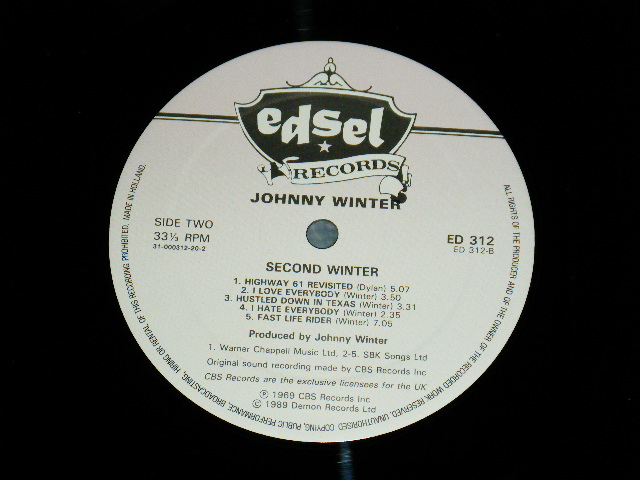 edsel
RECORDS
JOHNNY WINTER
SIDE TWO
33⅓ RPM
31-000312-20-2
ED 312
ED 312-B
SECOND WINTER
1. HIGHWAY 61 REVISITED (Dylan) 5.07
2. I LOVE EVERYBODY (Winter) 3.50
3. HUSTLED DOWN IN TEXAS (Winter) 3.31
4. I HATE EVERYBODY (Winter) 2.35
5. FAST LIFE RIDER (Winter) 7.05
Produced by Johnny Winter
1. Warner Chappell Music Ltd, 2-5. SBK Songs Ltd
Original sound recording made by CBS Records Inc
CBS Records are the exclusive licensees for the UK
℗ 1969 CBS Records Inc
© 1989 Demon Records Ltd
ALL RIGHTS OF THE PRODUCER AND OF THE OWNER OF THE RECORDED WORK RESERVED. UNAUTHORISED COPYING, PUBLIC PERFORMANCE, BROADCASTING, HIRING OR RENTAL OF THIS RECORDING PROHIBITED. MADE IN HOLLAND.